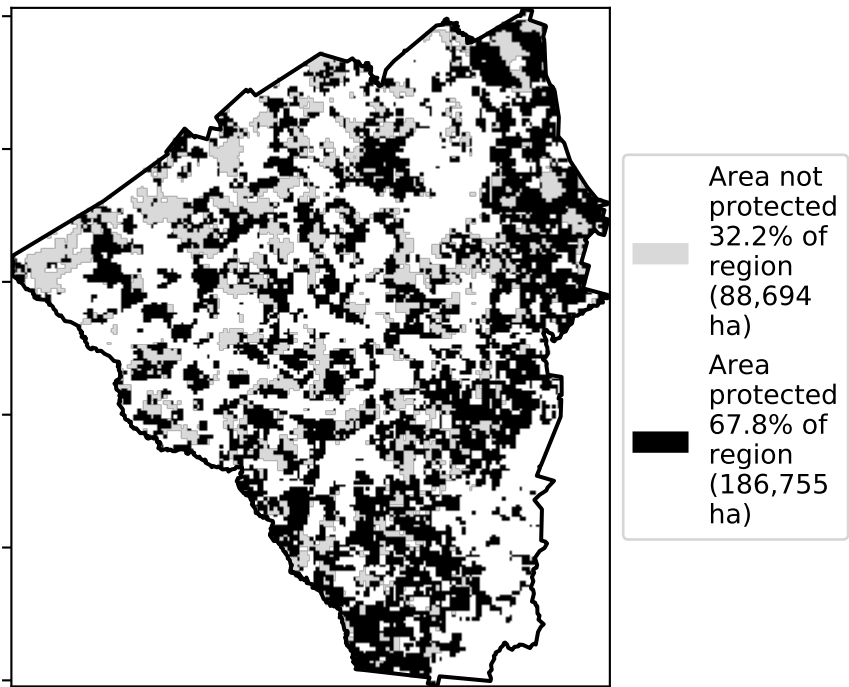 Area not
protected
32.2% of
region
(88,694
ha)
Area
protected
67.8% of
region
(186,755
ha)